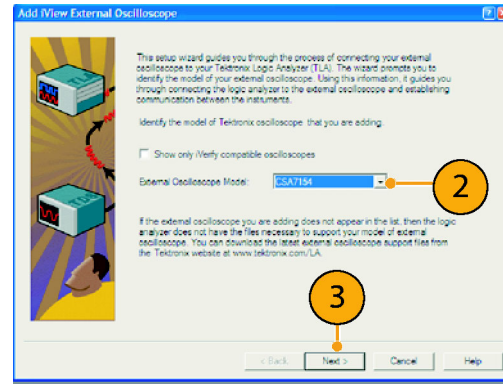 Add iView External Oscilloscope
This setup wizard guides you through the process of connecting your external
oscilloscope to your Tektronix Logic Analyzer (TLA). The wizard prompts you to
identify the model of your external oscilloscope. Using this information, it guides you
through connecting the logic analyzer to the external oscilloscope and establishing
communication between the instruments.
Identify the model of Tektronix oscilloscope that you are adding.
Show only iVerify compatible oscilloscopes
External Oscilloscope Model:
CSA7154
2
If the external oscilloscope you are adding does not appear in the list, then the logic
analyzer does not have the files necessary to support your model of external
oscilloscope. You can download the latest external oscilloscope support files from
the Tektronix website at www.tektronix.com/LA.
3
< Back
Next >
Cancel
Help
TLA